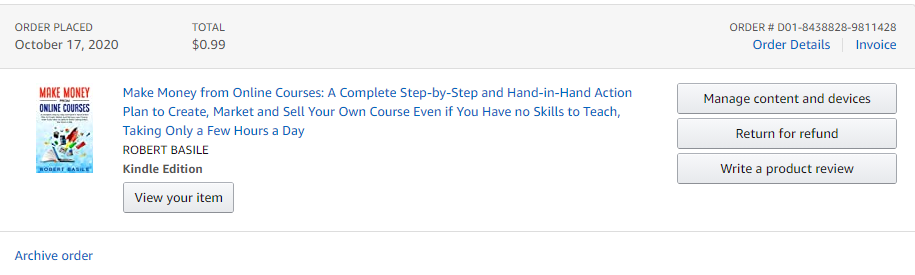 ORDER PLACED
October 17, 2020
TOTAL
$0.99
ORDER # D01-8438828-9811428
Order Details
Invoice
MAKE MONEY
FROM
ONLINE COURSES
ROBERT BASILE
Make Money from Online Courses: A Complete Step-by-Step and Hand-in-Hand Action
Plan to Create, Market and Sell Your Own Course Even if You Have no Skills to Teach,
Taking Only a Few Hours a Day
ROBERT BASILE
Kindle Edition
View your item
Manage content and devices
Return for refund
Write a product review
Archive order